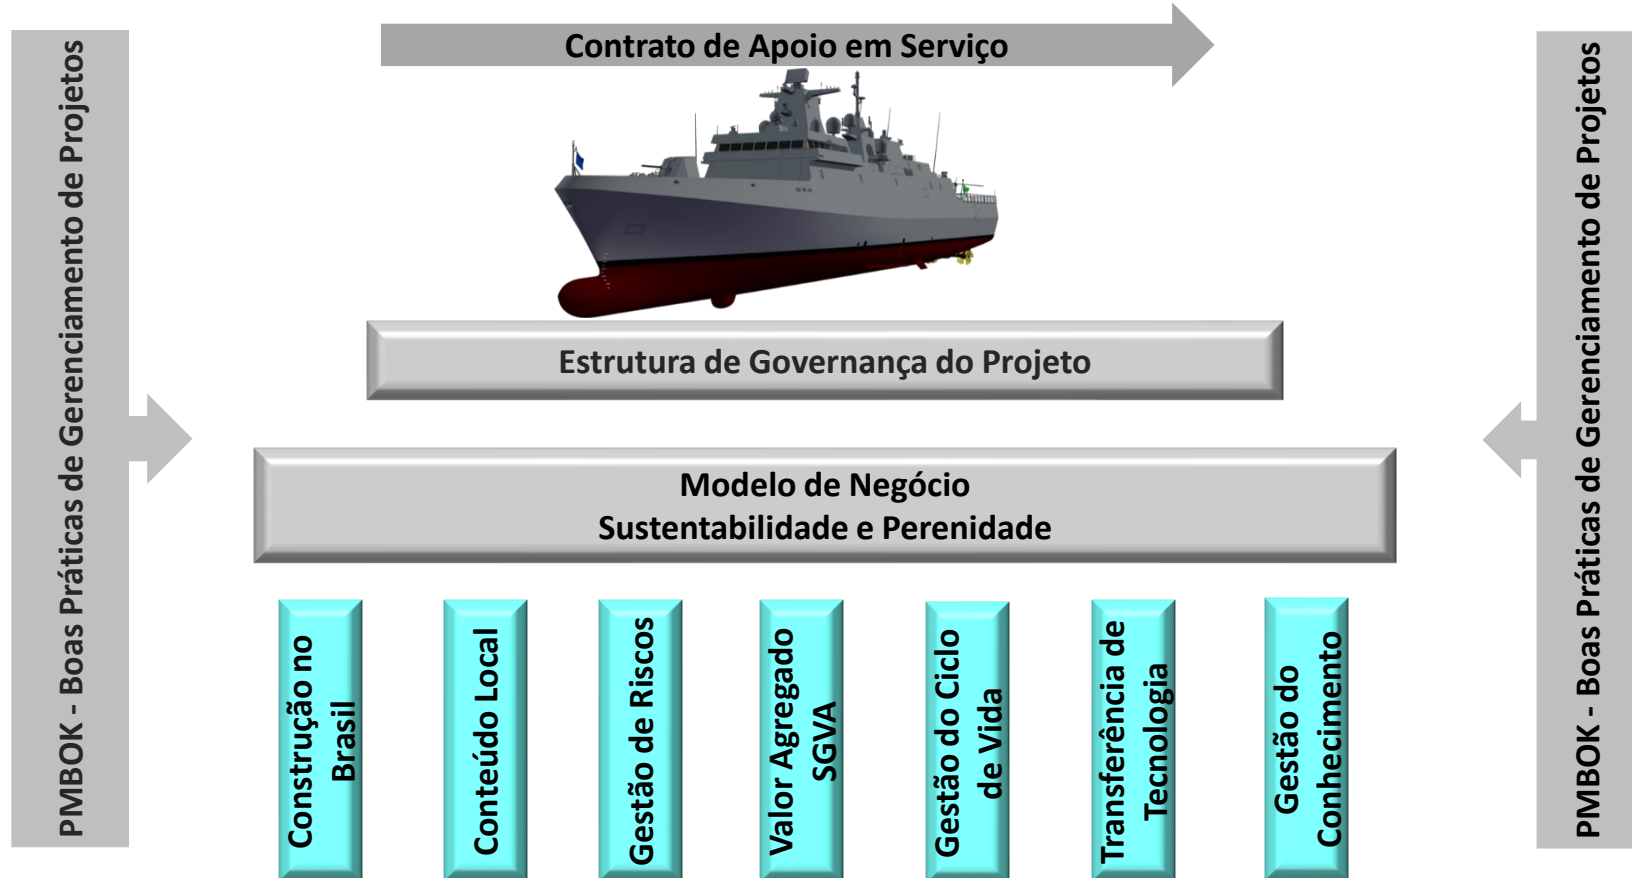 Contrato de Apoio em Serviço
PMBOK - Boas Práticas de Gerenciamento de Projetos
Estrutura de Governança do Projeto
Modelo de Negócio
Sustentabilidade e Perenidade
Construção no
Brasil
Conteúdo Local
Gestão de Riscos
Valor Agregado
SGVA
Gestão do Ciclo
de Vida
Transferência de
Tecnologia
Gestão do
Conhecimento
PMBOK - Boas Práticas de Gerenciamento de Projetos